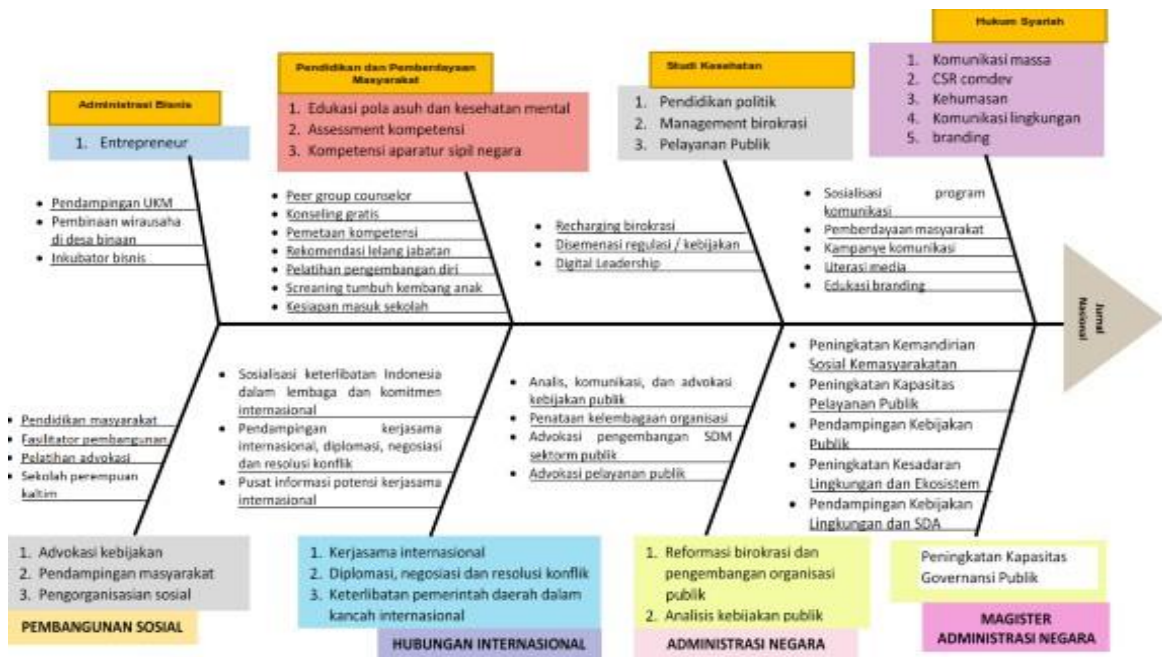 Hukum Syariah
1. Komunikasi massa
2. CSR comdev
3. Kehumasan
4. Komunikasi lingkungan
5. branding
Pendidikan dan Pemberdayaan
Masyarakat
1. Edukasi pola asuh dan kesehatan mental
2. Assessment kompetensi
3. Kompetensi aparatur sipil negara
Studi Kesehatan
1. Pendidikan politik
2. Management birokrasi
3. Pelayanan Publik
Administrasi Bisnis
1. Entrepreneur
• Pendampingan UKM
• Pembinaan wirausaha
di desa binaan
• Inkubator bisnis
• Peer group counselor
• Konseling gratis
• Pemetaan kompetensi
• Rekomendasi lelang jabatan
• Pelatihan pengembangan diri
• Screaning tumbuh kembang anak
• Kesiapan masuk sekolah
• Recharging birokrasi
• Disemenasi regulasi / kebijakan
• Digital Leadership
• Sosialisasi program
komunikasi
• Pemberdayaan masyarakat
• Kampanye komunikasi
• Literasi media
• Edukasi branding
Jurnal
Nasional
• Pendidikan masyarakat
• Fasilitator pembangunan
• Pelatihan advokasi
• Sekolah perempuan
kaltim
• Sosialisasi keterlibatan Indonesia
dalam lembaga dan komitmen
internasional
• Pendampingan kerjasama
internasional, diplomasi, negosiasi
dan resolusi konflik
• Pusat informasi potensi kerjasama
internasional
• Analis, komunikasi, dan advokasi
kebijakan publik
• Penataan kelembagaan organisasi
• Advokasi pengembangan SDM
sektorm publik
• Advokasi pelayanan publik
• Peningkatan Kemandirian
Sosial Kemasyarakatan
• Peningkatan Kapasitas
Pelayanan Publik
• Pendampingan Kebijakan
Publik
• Peningkatan Kesadaran
Lingkungan dan Ekosistem
• Pendampingan Kebijakan
Lingkungan dan SDA
1. Advokasi kebijakan
2. Pendampingan masyarakat
3. Pengorganisasian sosial
PEMBANGUNAN SOSIAL
1. Kerjasama internasional
2. Diplomasi, negosiasi dan resolusi konflik
3. Keterlibatan pemerintah daerah dalam
kancah internasional
HUBUNGAN INTERNASIONAL
1. Reformasi birokrasi dan
pengembangan organisasi
publik
2. Analisis kebijakan publik
ADMINISTRASI NEGARA
Peningkatan Kapasitas
Governansi Publik
MAGISTER
ADMINISTRASI NEGARA